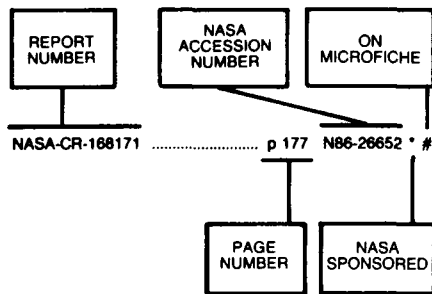 REPORT
NUMBER
NASA
ACCESSION
NUMBER
ON
MICROFICHE
NASA-CR-168171 ........................ p 177 N86-26652 * #
PAGE
NUMBER
NASA
SPONSORED